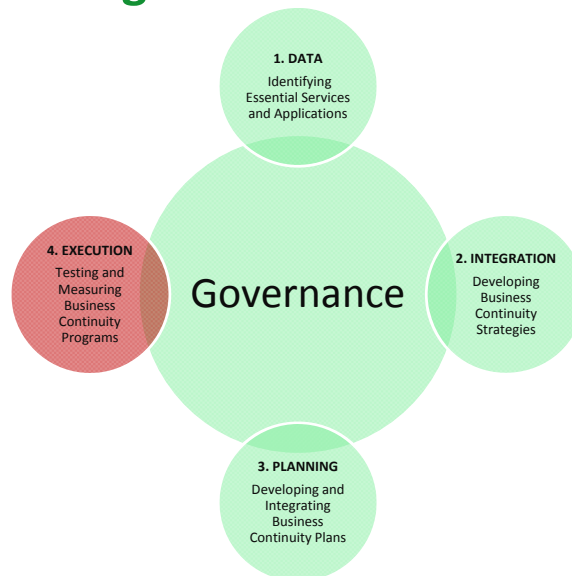 1. DATA
Identifying
Essential Services
and Applications
4. EXECUTION
Testing and
Measuring
Business
Continuity
Programs
Governance
2. INTEGRATION
Developing
Business
Continuity
Strategies
3. PLANNING
Developing and
Integrating
Business
Continuity Plans